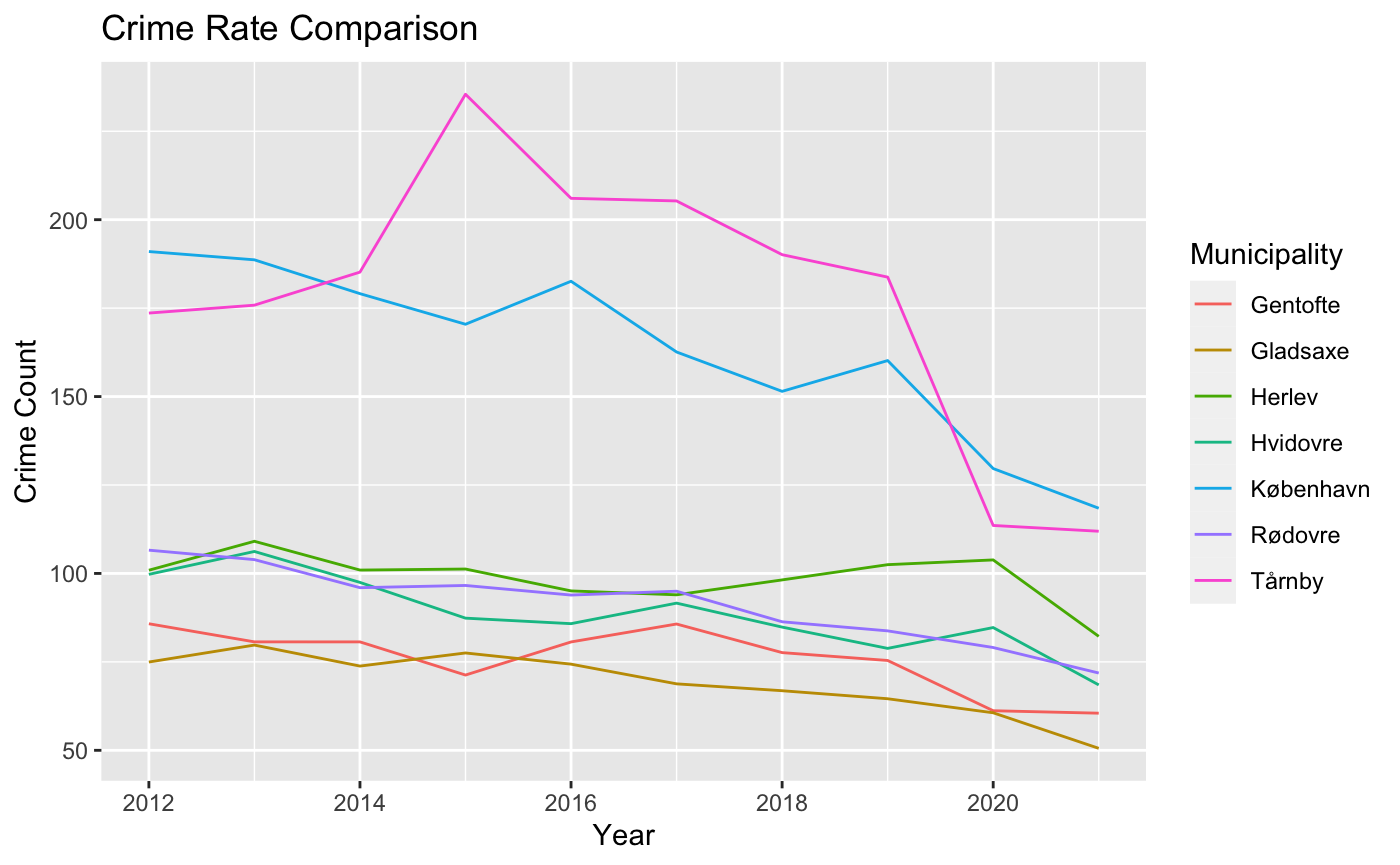 Crime Rate Comparison
Crime Count
200
150
100
50
2012 2014 2016 2018 2020
Year
Municipality
Gentofte
Gladsaxe
Herlev
Hvidovre
København
Rødovre
Tårnby